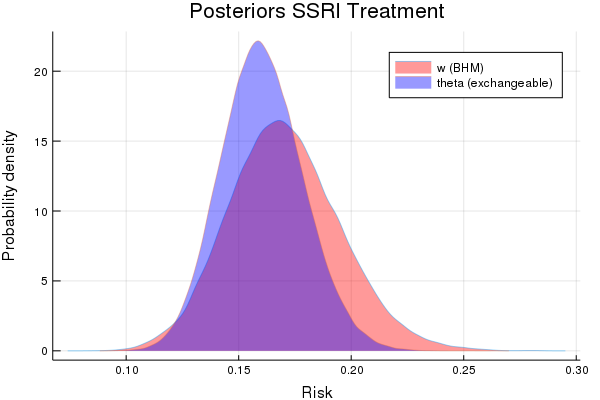 Posteriors SSRI Treatment
w (BHM)
theta (exchangeable)
Probability density
20
15
10
5
0
0.10 0.15 0.20 0.25 0.30
Risk